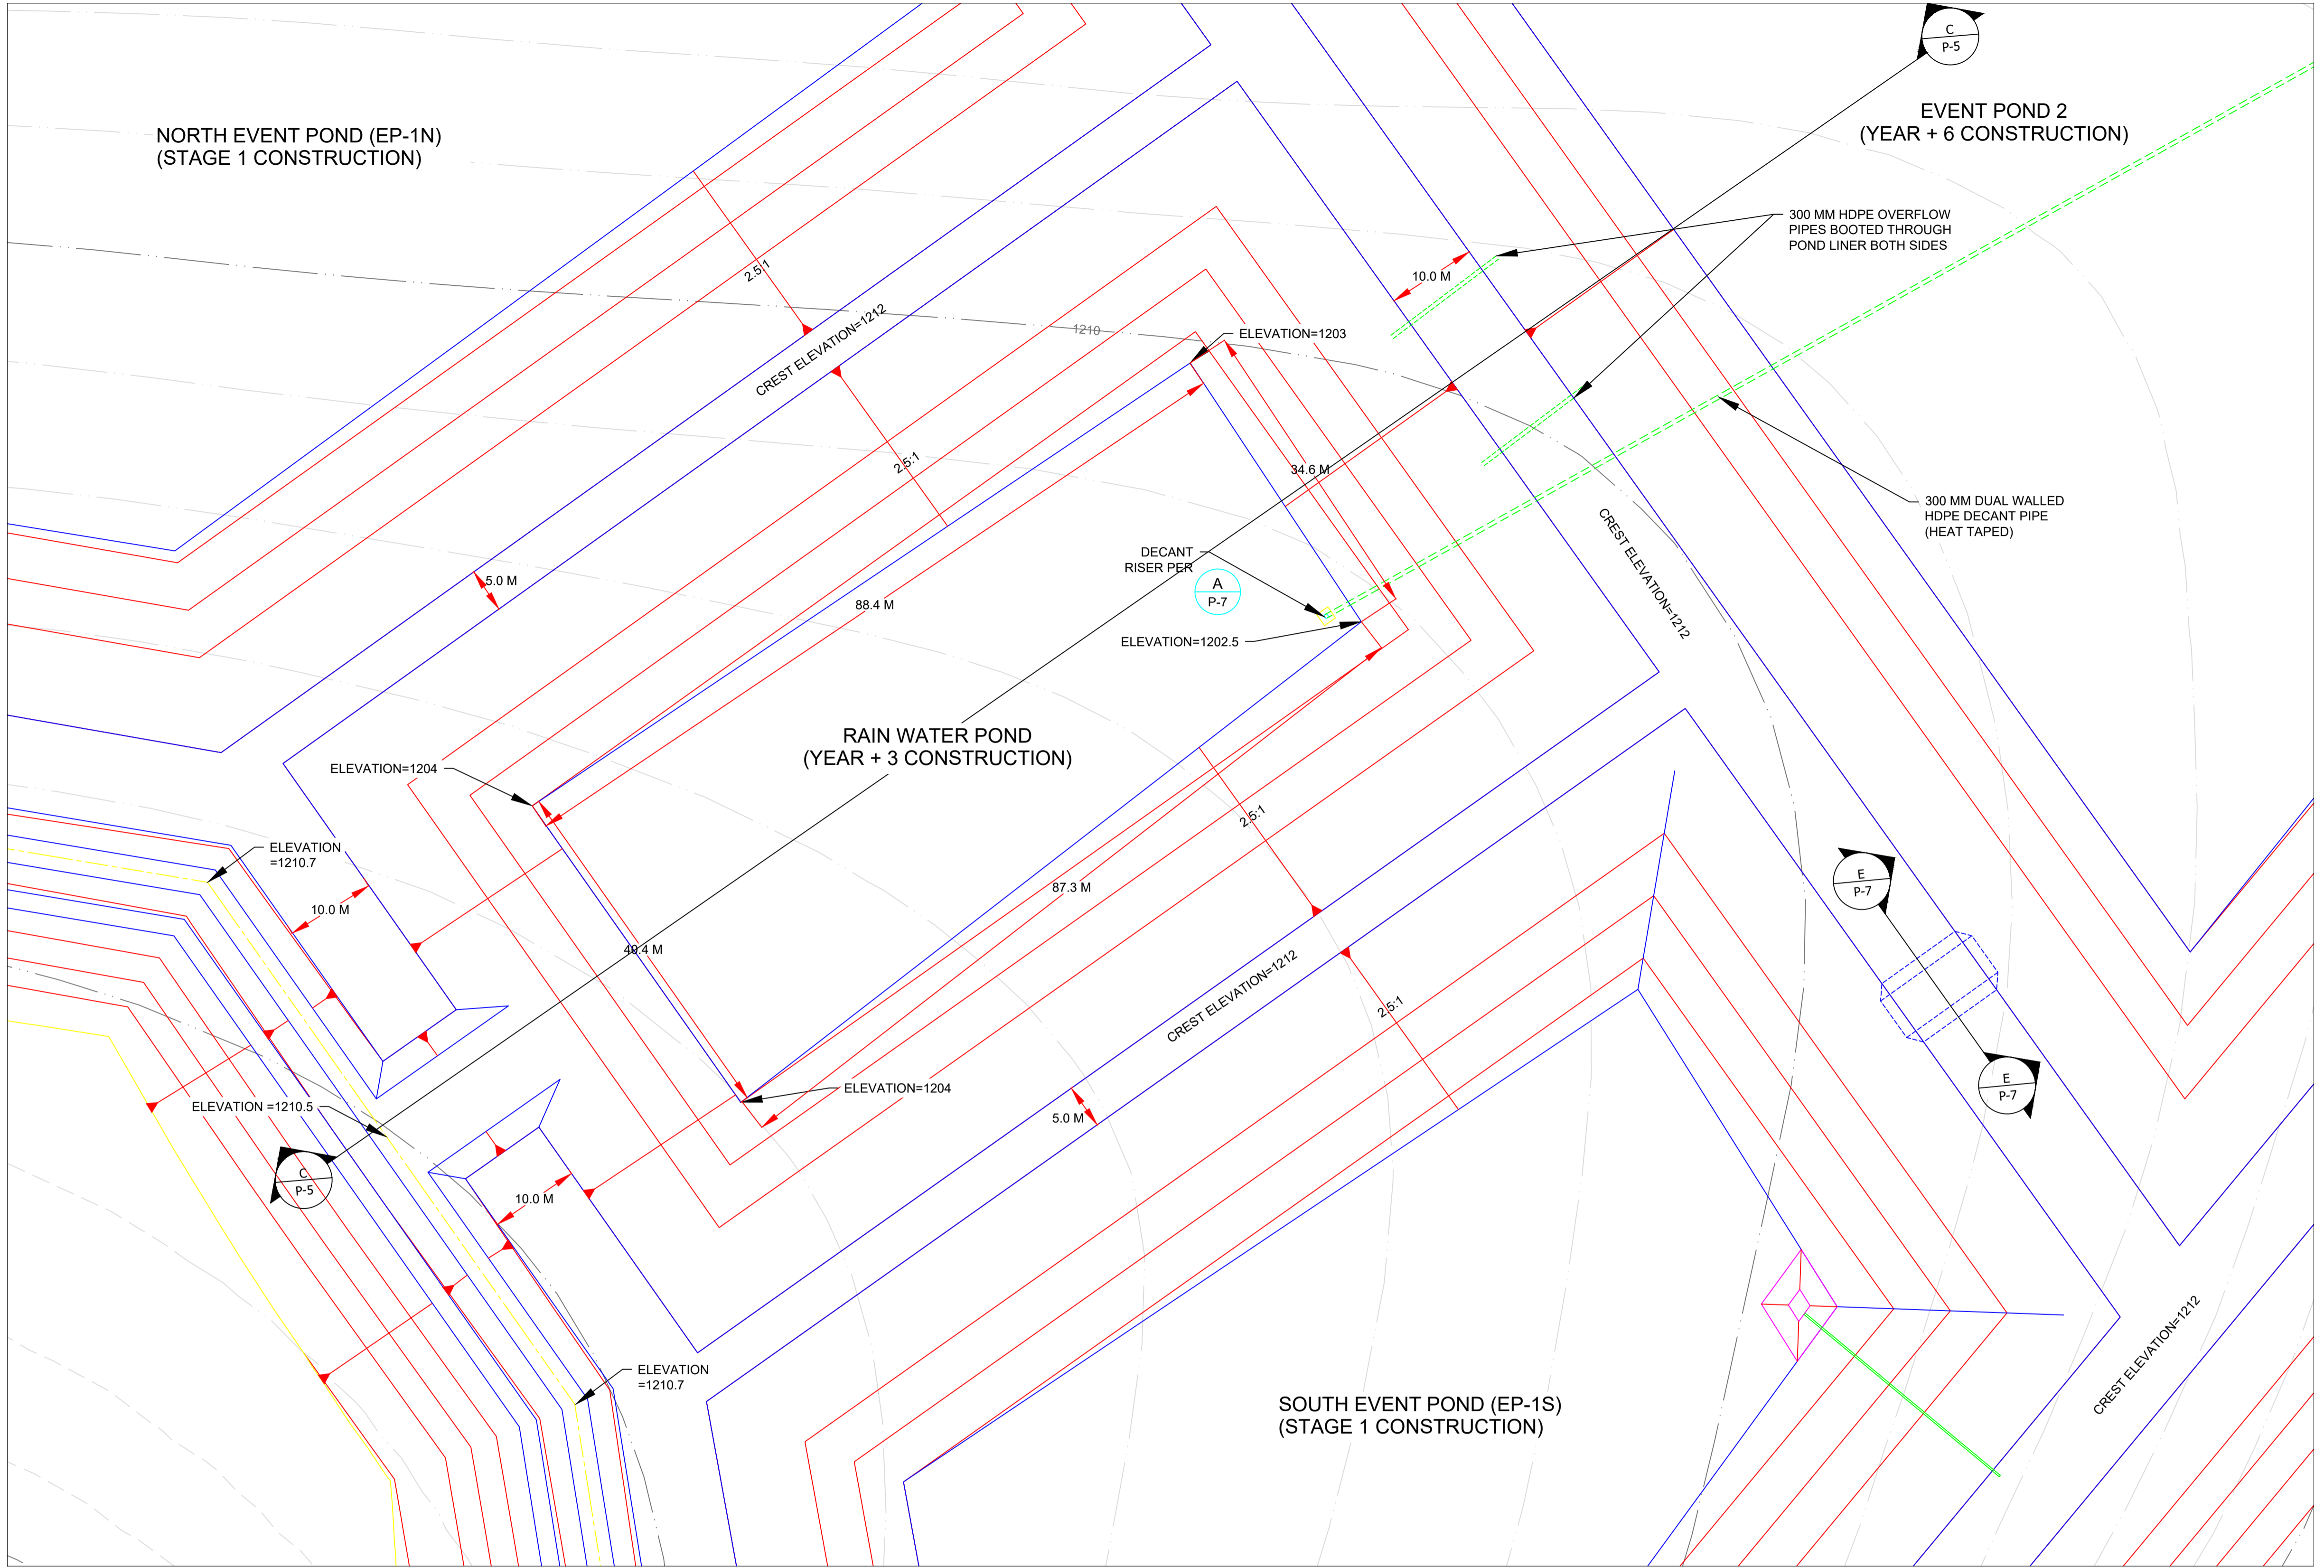 C
P-5
NORTH EVENT POND (EP-1N)
(STAGE 1 CONSTRUCTION)
EVENT POND 2
(YEAR + 6 CONSTRUCTION)
300 MM HDPE OVERFLOW
PIPES BOOTED THROUGH
POND LINER BOTH SIDES
2.5:1
10.0 M
CREST ELEVATION=1212
1210
ELEVATION=1203
2.5:1
34.6 M
300 MM DUAL WALLED
HDPE DECANT PIPE
(HEAT TAPED)
CREST ELEVATION=1212
DECANT
RISER PER
A
P-7
5.0 M
88.4 M
ELEVATION=1202.5
RAIN WATER POND
(YEAR + 3 CONSTRUCTION)
ELEVATION=1204
2.5:1
ELEVATION
=1210.7
10.0 M
87.3 M
E
P-7
40.4 M
CREST ELEVATION=1212
2.5:1
ELEVATION=1204
E
P-7
ELEVATION =1210.5
5.0 M
C
P-5
10.0 M
ELEVATION
=1210.7
CREST ELEVATION=1212
SOUTH EVENT POND (EP-1S)
(STAGE 1 CONSTRUCTION)